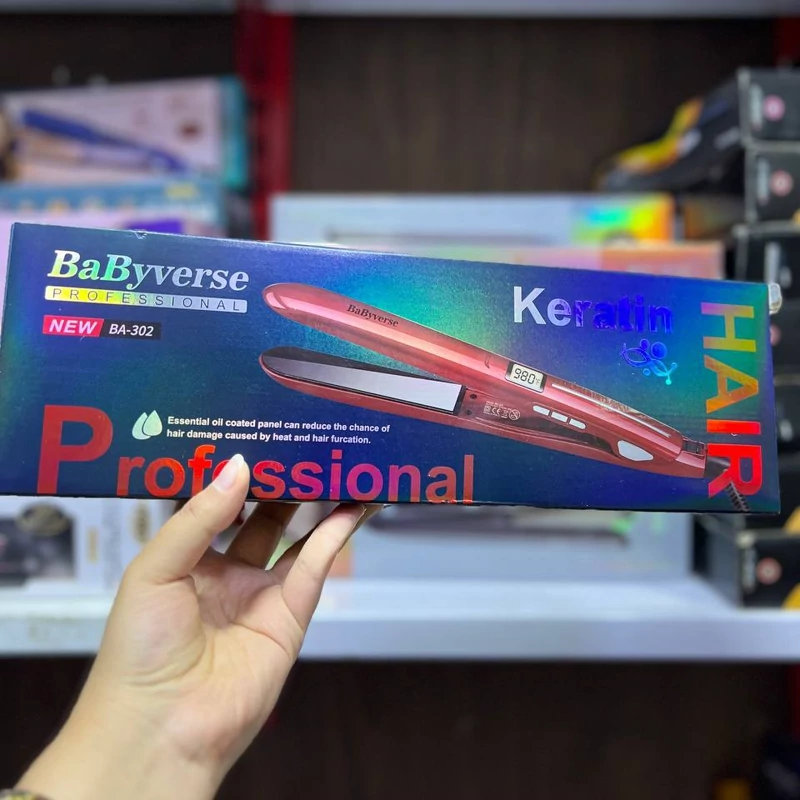 BaByverse
PROFESSIONAL
NEW BA-302
BaByverse
980
Keratin
HAIR
Essential oil coated panel can reduce the chance of
hair damage caused by heat and hair furcation.
Professional